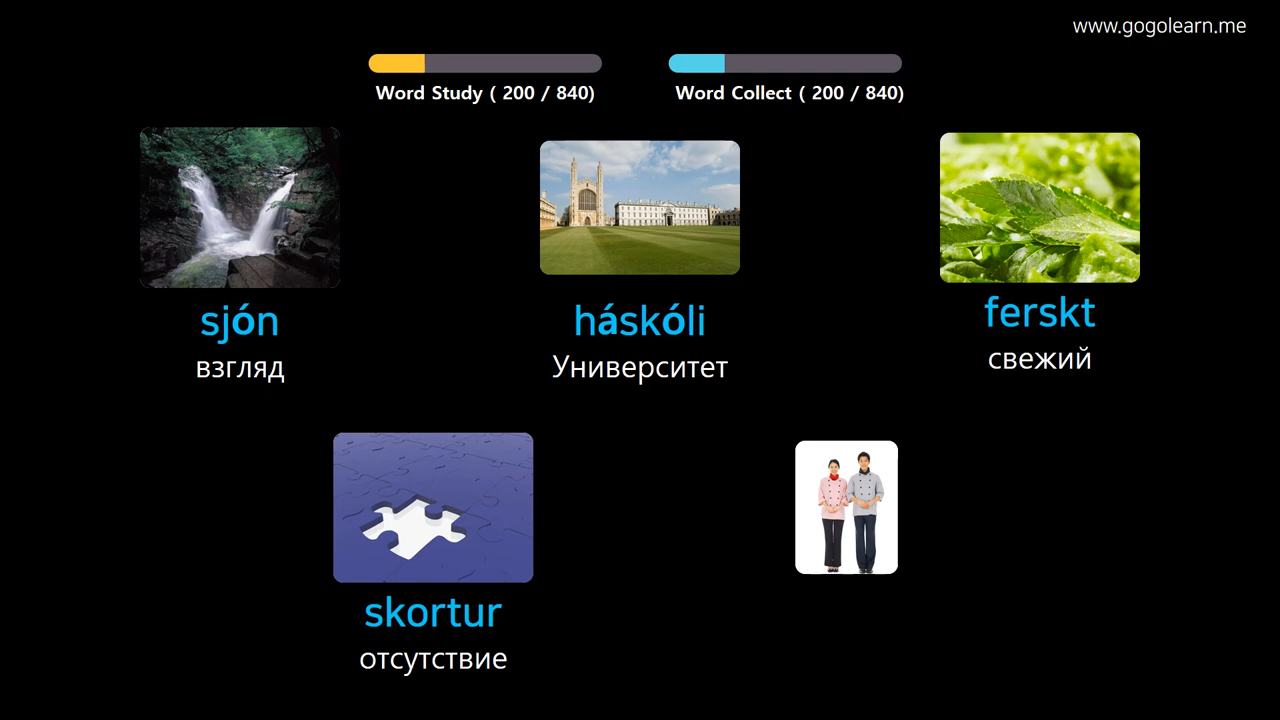 www.gogolearn.me
Word Study ( 200 / 840)
Word Collect ( 200 / 840)
sjón
háskóli
ferskt
взгляд
Университет
свежий
skortur
отсутствие